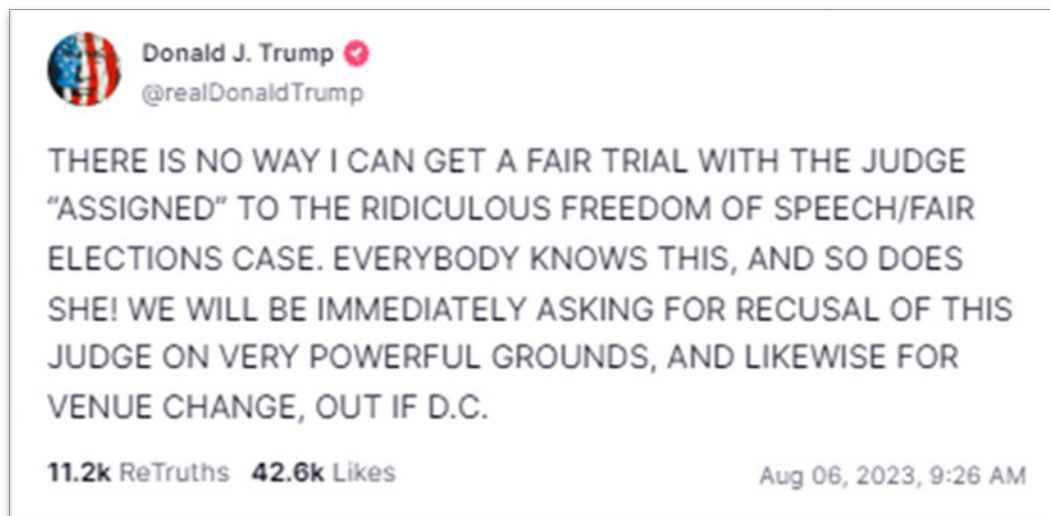 Donald J. Trump
@realDonaldTrump
THERE IS NO WAY I CAN GET A FAIR TRIAL WITH THE JUDGE
“ASSIGNED” TO THE RIDICULOUS FREEDOM OF SPEECH/FAIR
ELECTIONS CASE. EVERYBODY KNOWS THIS, AND SO DOES
SHE! WE WILL BE IMMEDIATELY ASKING FOR RECUSAL OF THIS
JUDGE ON VERY POWERFUL GROUNDS, AND LIKEWISE FOR
VENUE CHANGE, OUT IF D.C.
11.2k ReTruths 42.6k Likes Aug 06, 2023, 9:26 AM